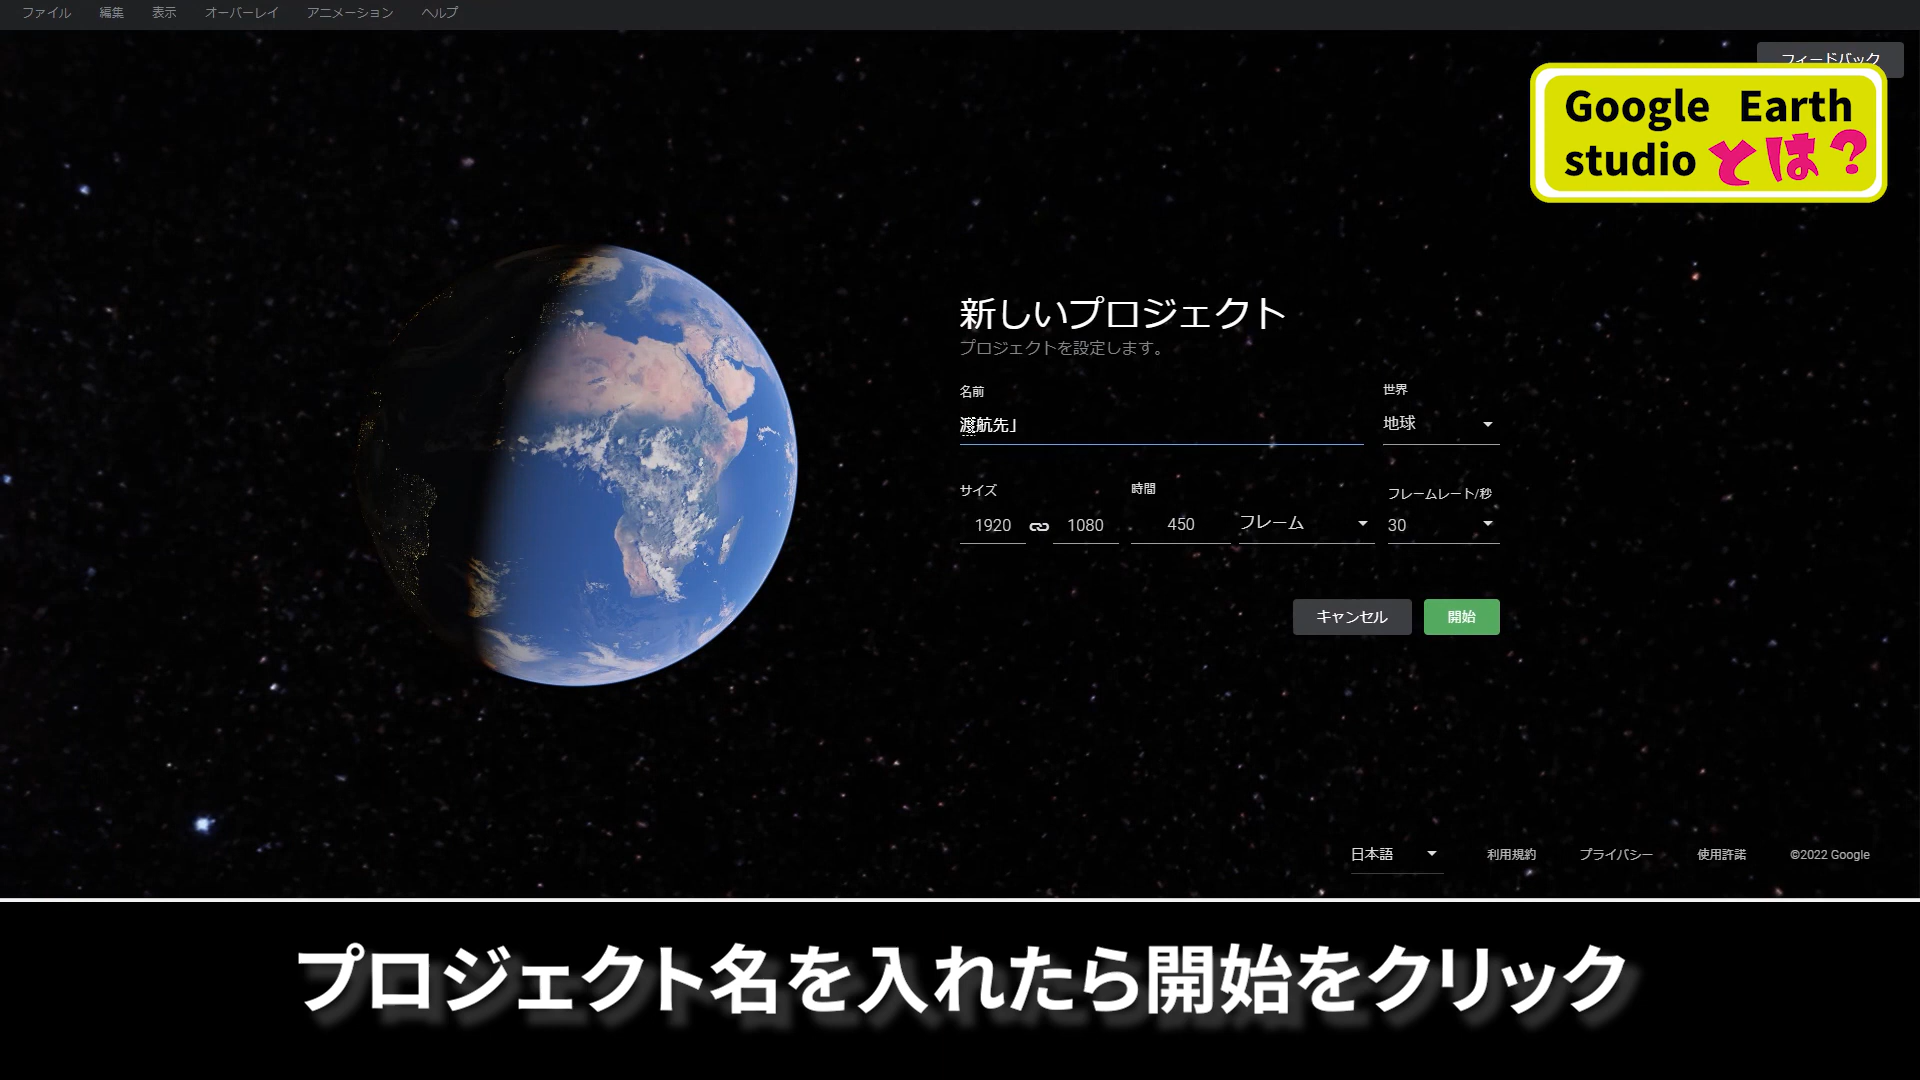 ファイル 編集 表示 オーバーレイ アニメーション ヘルプ
フィードバック
Google Earth
studio とは?
新しいプロジェクト
プロジェクトを設定します。
名前 世界
渡航先」 地球
サイズ 時間 フレームレート/秒
1920 1080 450 フレーム 30
キャンセル 開始
日本語 利用規約 プライバシー 使用許諾 ©2022 Google
プロジェクト名を入れたら開始をクリック